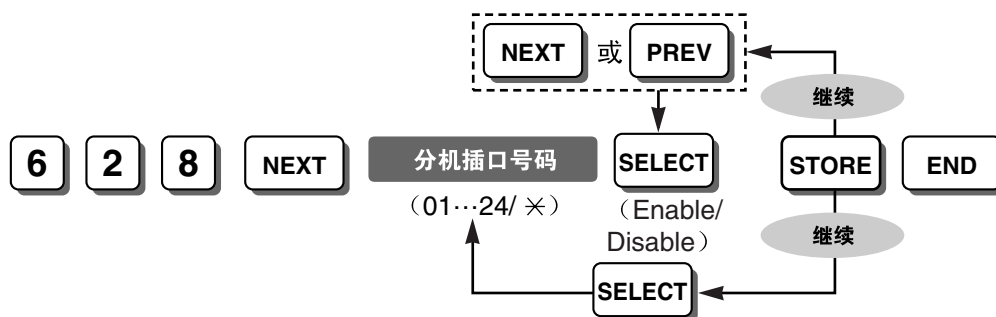 NEXT 或 PREV
继续
6 2 8 NEXT 分机插口号码 SELECT STORE END
（01…24/ ✳）
（Enable/
Disable）
继续
SELECT